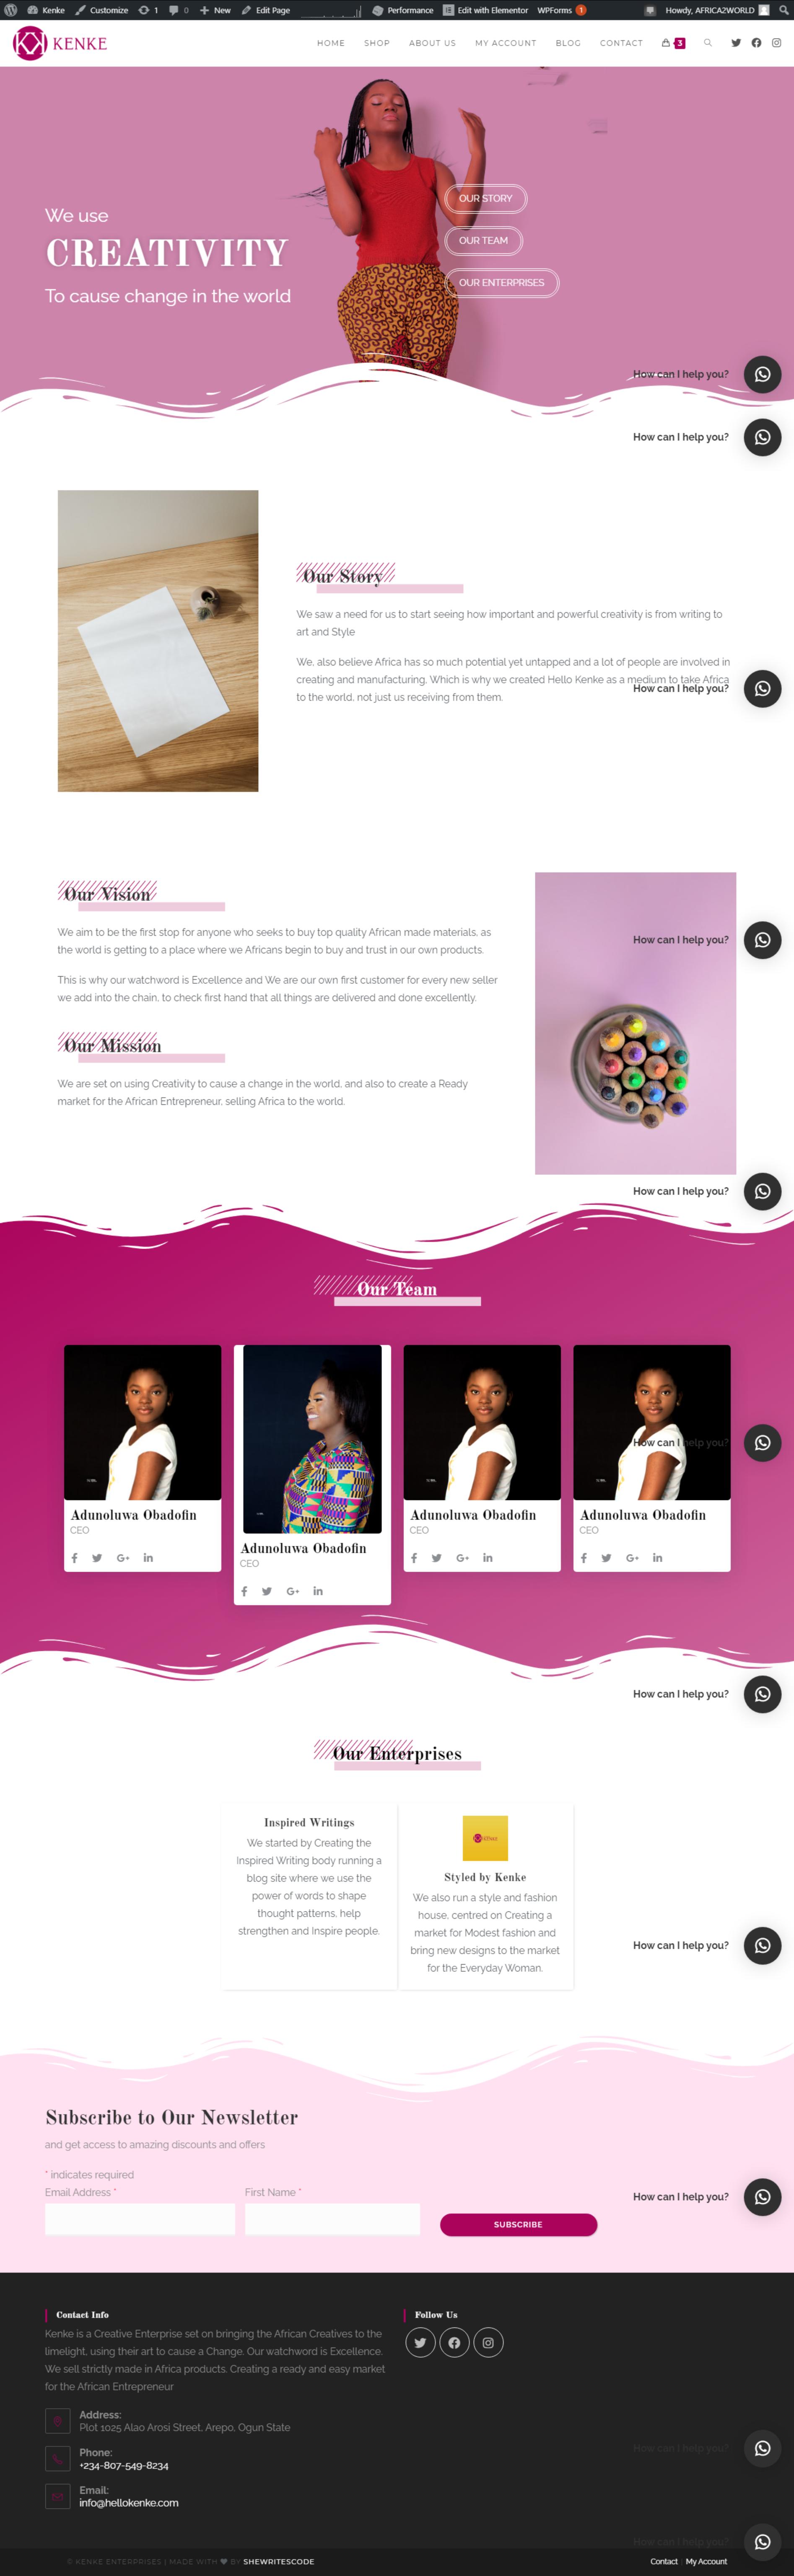 Kenke Customize 1 0 New Edit Page Performance Edit with Elementor WPForms 1 Howdy, AFRICA2WORLD
KENKE
HOME SHOP ABOUT US MY ACCOUNT BLOG CONTACT 3
We use
CREATIVITY
To cause change in the world
OUR STORY
OUR TEAM
OUR ENTERPRISES
How can I help you?
How can I help you?
Our Story
We saw a need for us to start seeing how important and powerful creativity is from writing to
art and Style
We, also believe Africa has so much potential yet untapped and a lot of people are involved in
creating and manufacturing, Which is why we created Hello Kenke as a medium to take Africa
to the world, not just us receiving from them.
How can I help you?
Our Vision
We aim to be the first stop for anyone who seeks to buy top quality African made materials, as
the world is getting to a place where we Africans begin to buy and trust in our own products.
This is why our watchword is Excellence and We are our own first customer for every new seller
we add into the chain, to check first hand that all things are delivered and done excellently.
How can I help you?
Our Mission
We are set on using Creativity to cause a change in the world, and also to create a Ready
market for the African Entrepreneur, selling Africa to the world.
How can I help you?
Our Team
How can I help you?
Adunoluwa Obadofin
CEO
Adunoluwa Obadofin
CEO
Adunoluwa Obadofin
CEO
Adunoluwa Obadofin
CEO
How can I help you?
Our Enterprises
Inspired Writings
We started by Creating the
Inspired Writing body running a
blog site where we use the
power of words to shape
thought patterns, help
strengthen and Inspire people.
Styled by Kenke
We also run a style and fashion
house, centred on Creating a
market for Modest fashion and
bring new designs to the market
for the Everyday Woman.
How can I help you?
Subscribe to Our Newsletter
and get access to amazing discounts and offers
* indicates required
Email Address *
First Name *
SUBSCRIBE
How can I help you?
Contact Info
Kenke is a Creative Enterprise set on bringing the African Creatives to the
limelight, using their art to cause a Change. Our watchword is Excellence.
We sell strictly made in Africa products. Creating a ready and easy market
for the African Entrepreneur
Address:
Plot 1025 Alao Arosi Street, Arepo, Ogun State
Phone:
+234-807-549-8234
Email:
info@hellokenke.com
Follow Us
How can I help you?
How can I help you?
© KENKE ENTERPRISES | MADE WITH BY SHEWRITESCODE
Contact My Account